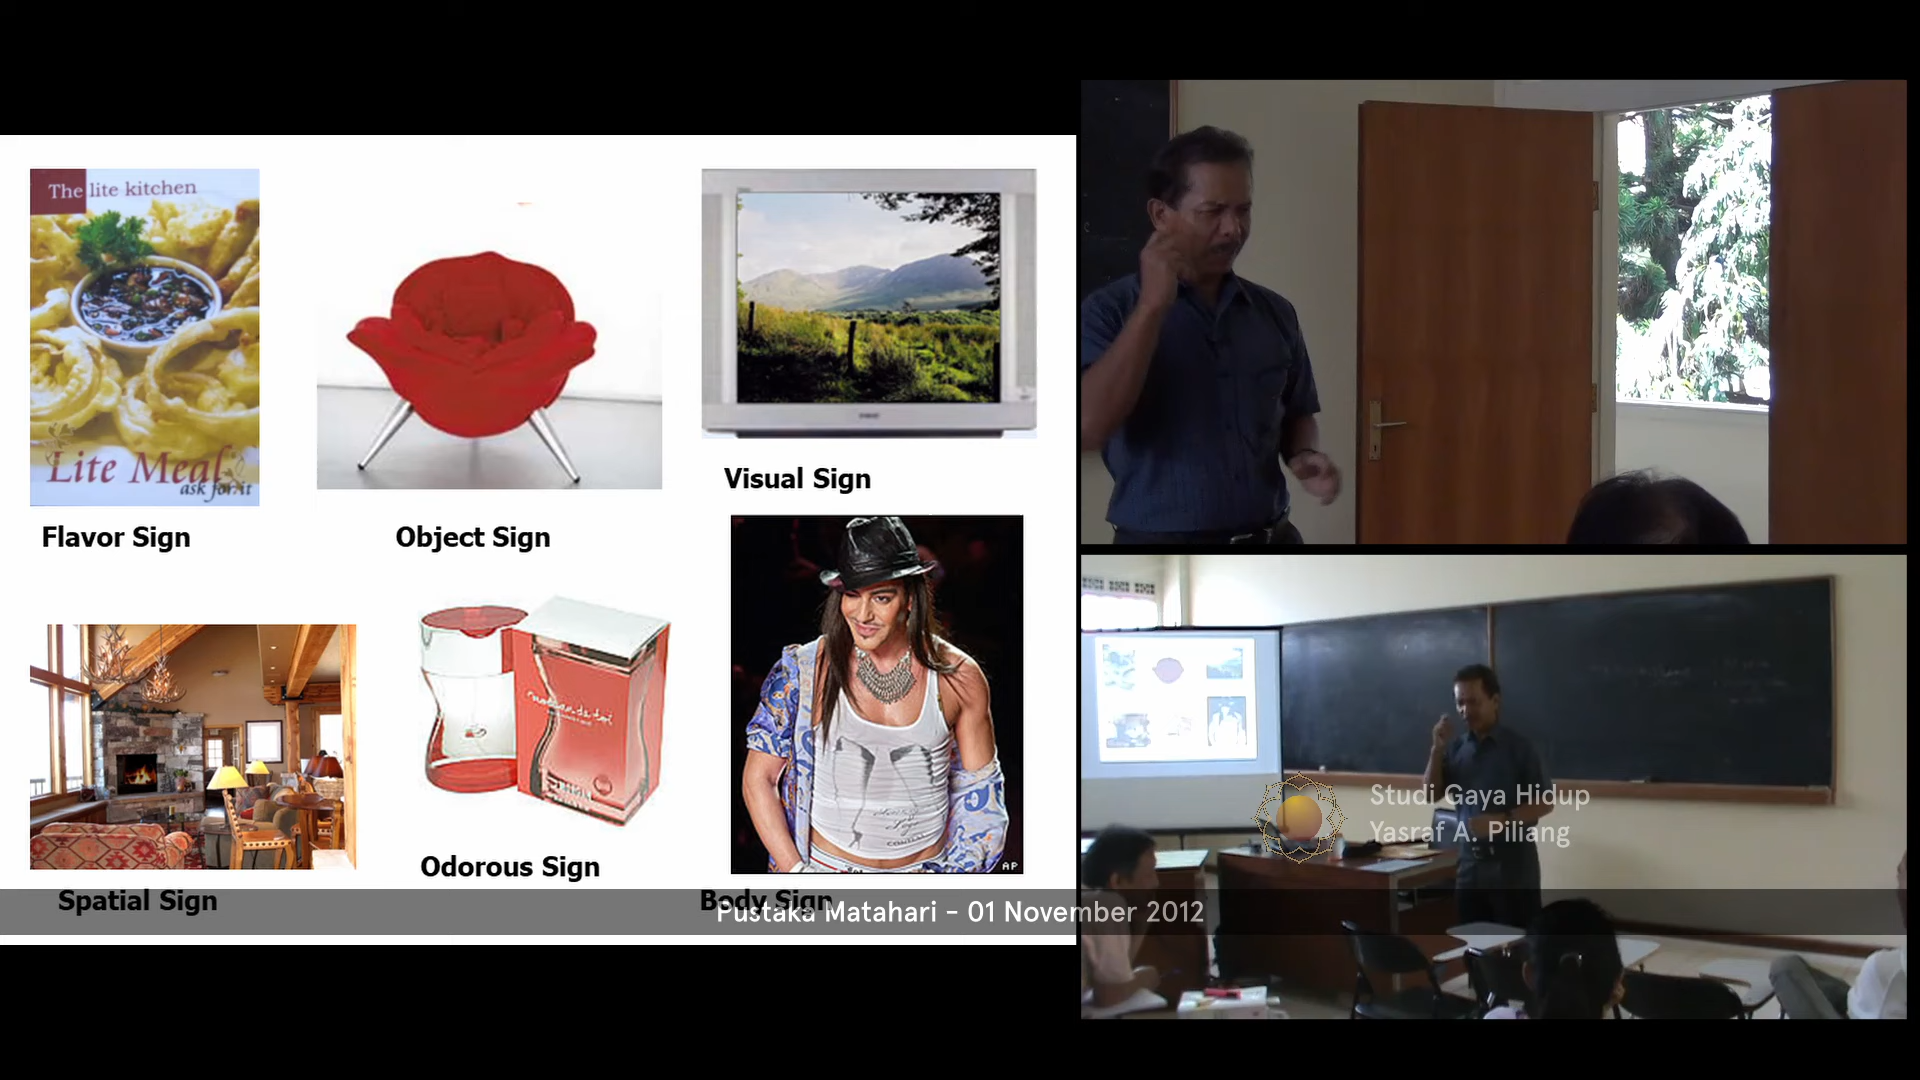 The lite kitchen
Lite Meal
ask for it
Flavor Sign
Object Sign
Visual Sign
Spatial Sign
Odorous Sign
AP
Body Sign
Studi Gaya Hidup
Yasraf A. Piliang
Pustaka Matahari - 01 November 2012